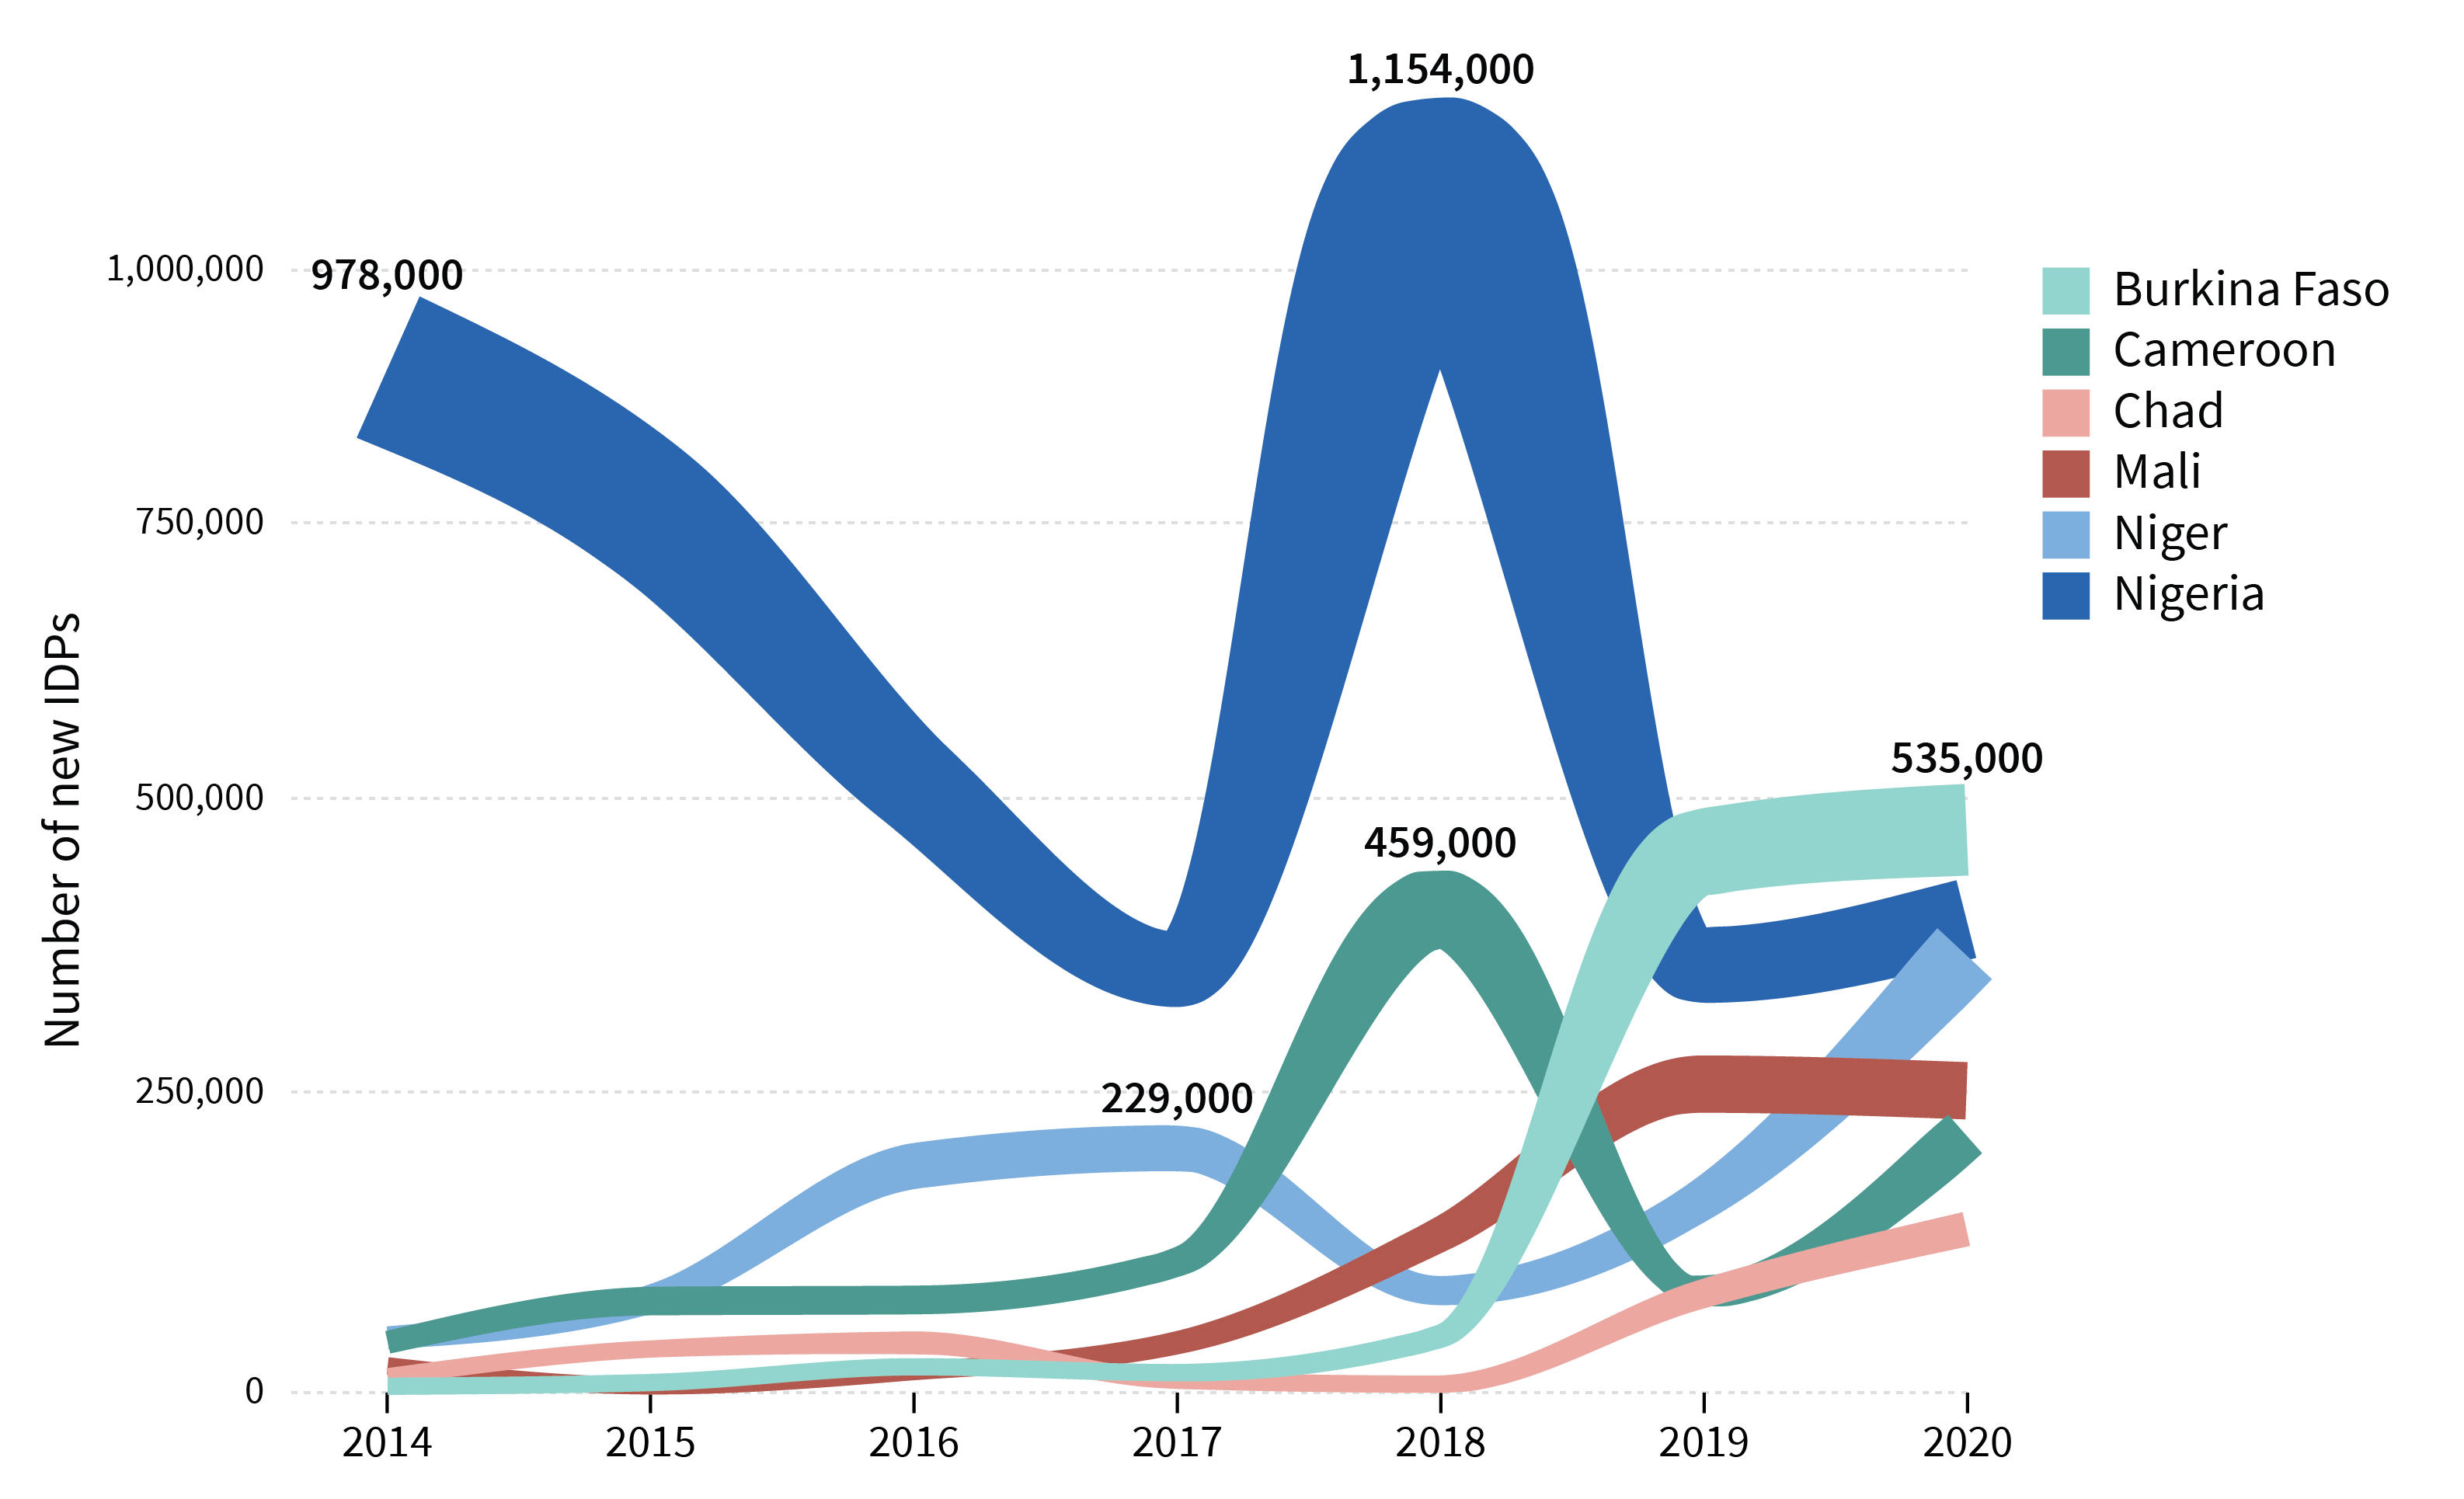 1,154,000
1,000,000
978,000
750,000
500,000
250,000
0
Number of new IDPs
535,000
459,000
229,000
2014
2015
2016
2017
2018
2019
2020
Burkina Faso
Cameroon
Chad
Mali
Niger
Nigeria